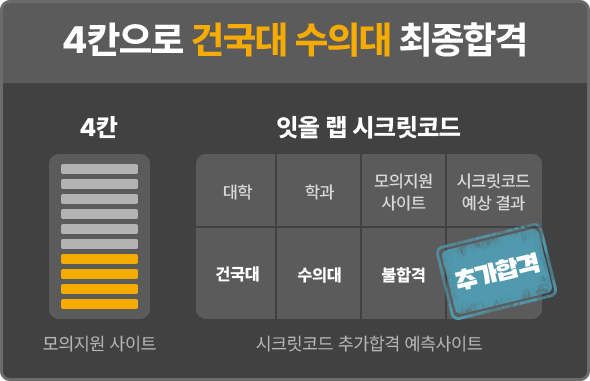 4칸으로 건국대 수의대 최종합격
4칸
잇올 랩 시크릿코드
대학
학과
모의지원
사이트
시크릿코드
예상 결과
건국대
수의대
불합격
추가합격
모의지원 사이트
시크릿코드 추가합격 예측사이트